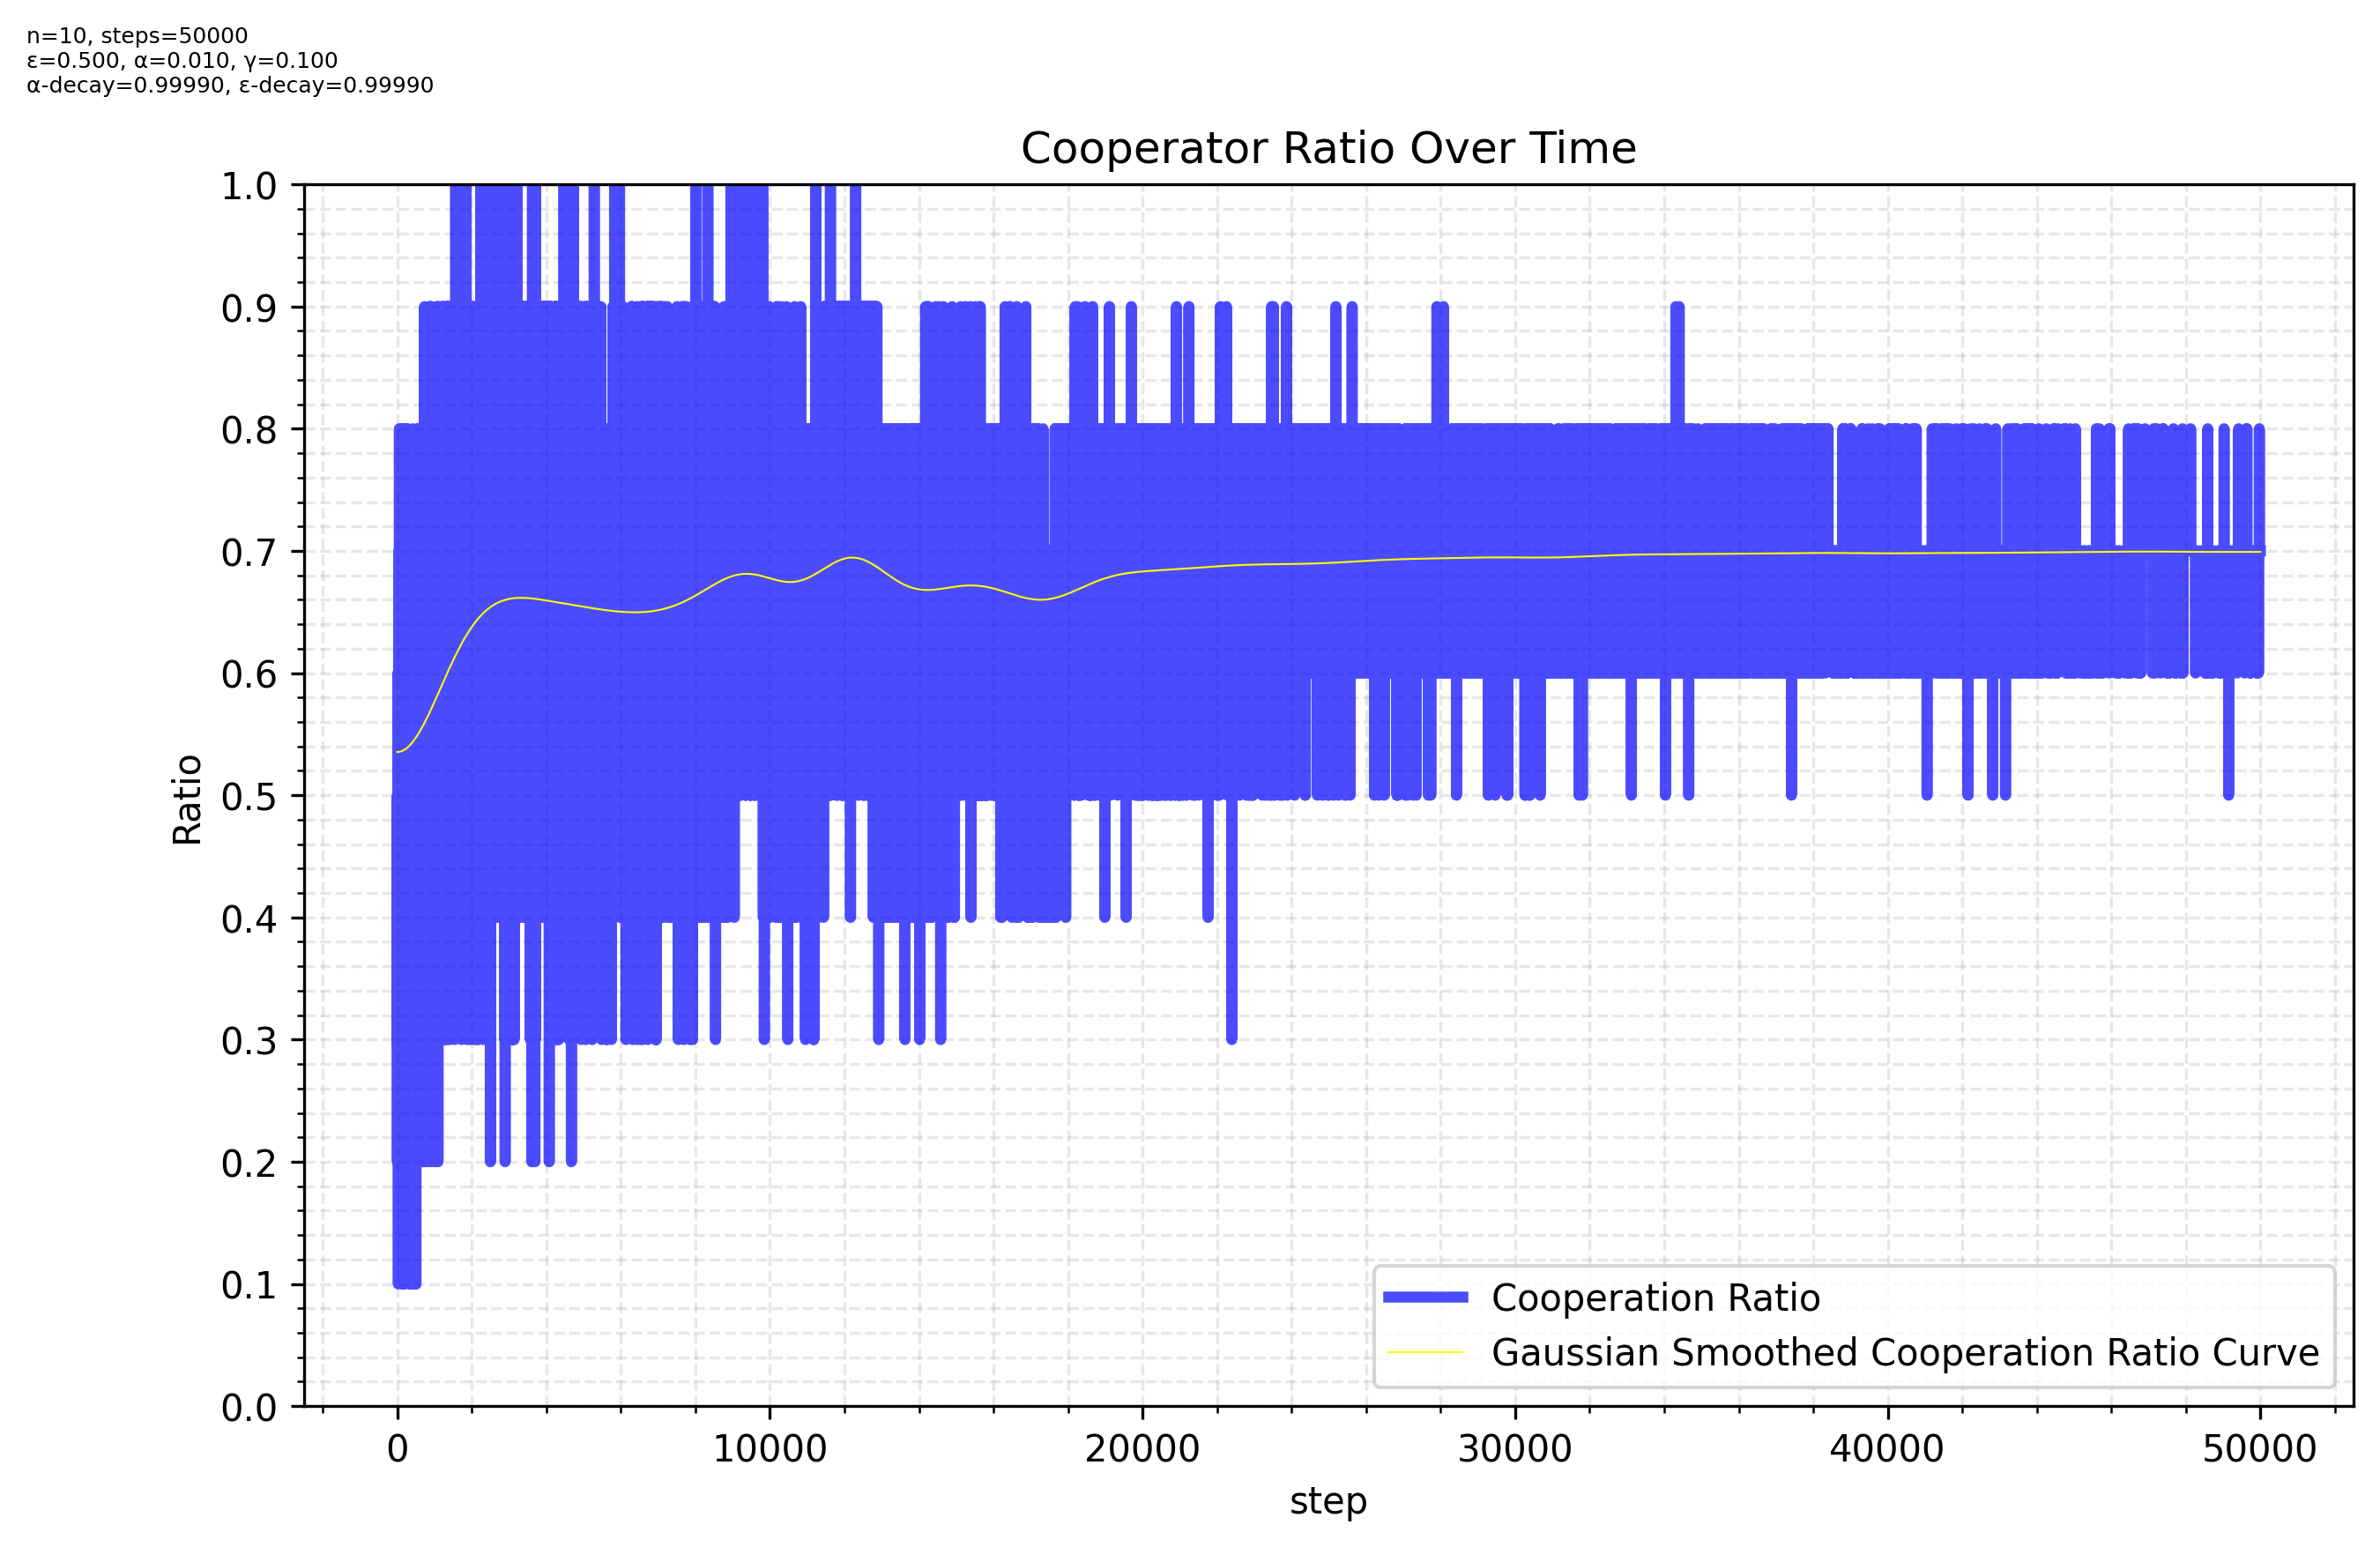 n=10, steps=50000
ε=0.500, α=0.010, γ=0.100
α-decay=0.99990, ε-decay=0.99990
Cooperator Ratio Over Time
1.0
0.9
0.8
0.7
0.6
0.5
0.4
0.3
0.2
0.1
0.0
Ratio
Cooperation Ratio
Gaussian Smoothed Cooperation Ratio Curve
0 10000 20000 30000 40000 50000
step